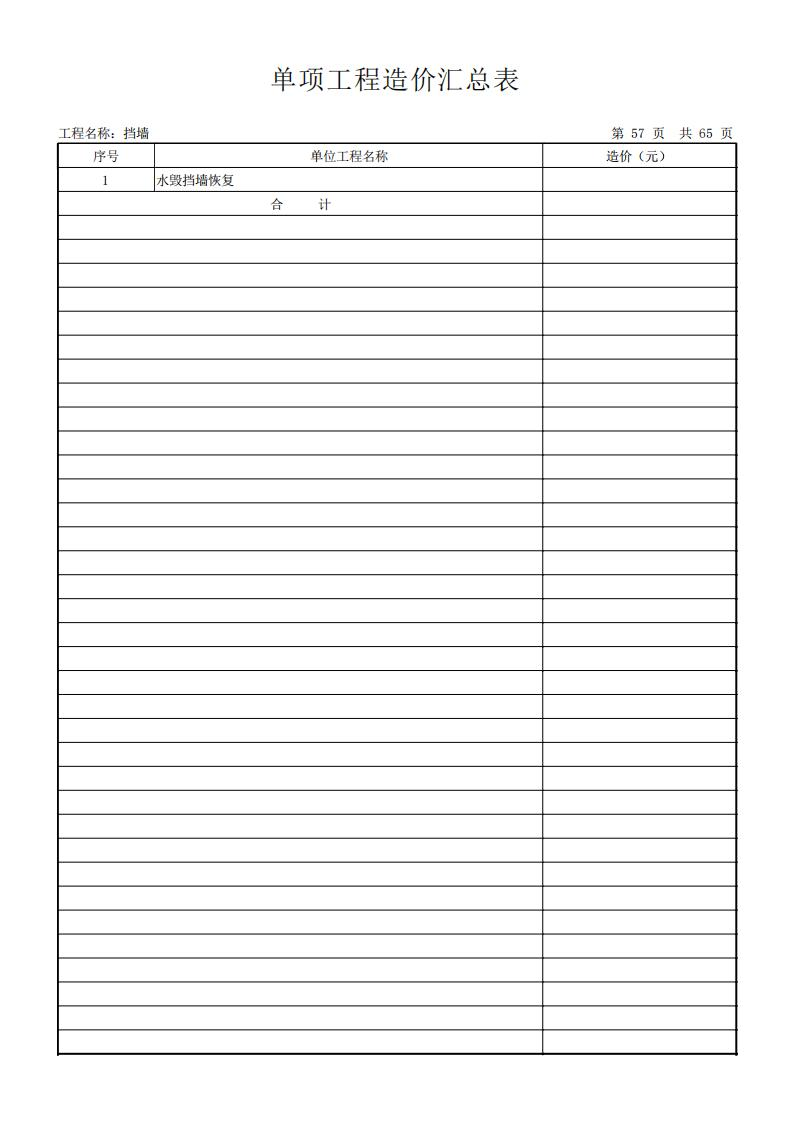 单项工程造价汇总表
工程名称：挡墙 第 57 页 共 65 页
序号 单位工程名称 造价（元）
1 水毁挡墙恢复
合 计